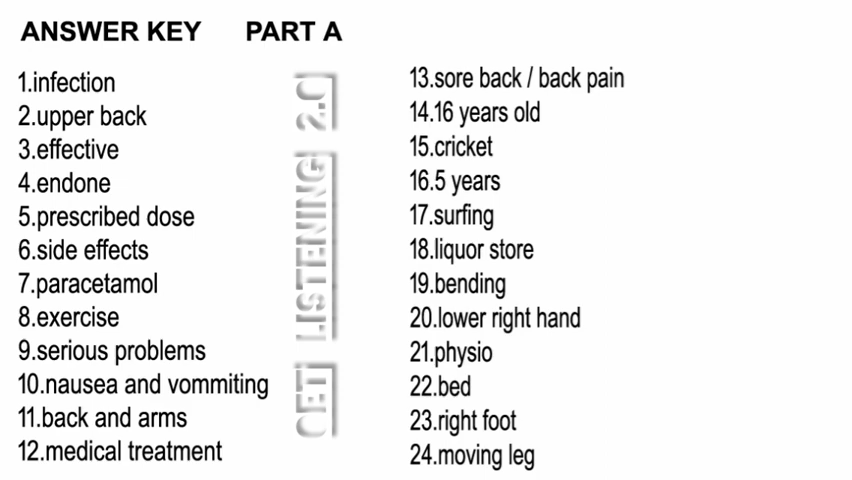 ANSWER KEY PART A
1.infection
2.upper back
3.effective
4.endone
5.prescribed dose
6.side effects
7.paracetamol
8.exercise
9.serious problems
10.nausea and vommiting
11.back and arms
12.medical treatment
OET LISTENING 2.0
13.sore back / back pain
14.16 years old
15.cricket
16.5 years
17.surfing
18.liquor store
19.bending
20.lower right hand
21.physio
22.bed
23.right foot
24.moving leg